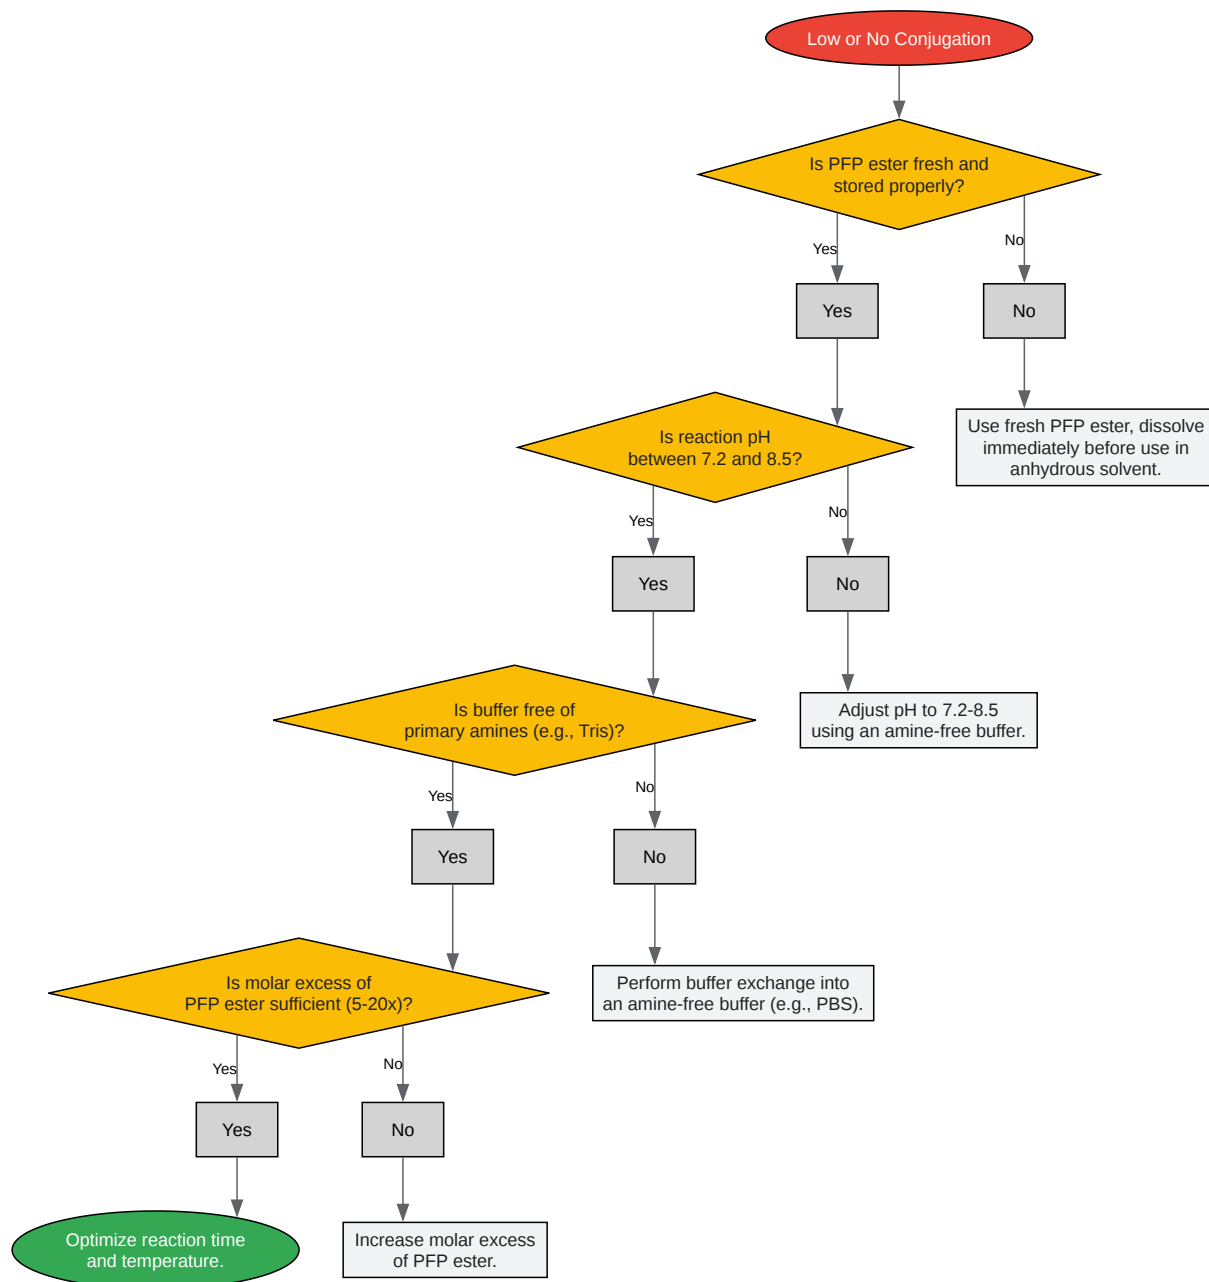 Low or No Conjugation
Is PFP ester fresh and
stored properly?
Yes
No
Yes
No
Is reaction pH
between 7.2 and 8.5?
Use fresh PFP ester, dissolve
immediately before use in
anhydrous solvent.
Yes
No
Yes
No
Is buffer free of
primary amines (e.g., Tris)?
Adjust pH to 7.2-8.5
using an amine-free buffer.
Yes
No
Yes
No
Is molar excess of
PFP ester sufficient (5-20x)?
Perform buffer exchange into
an amine-free buffer (e.g., PBS).
Yes
No
Yes
No
Optimize reaction time
and temperature.
Increase molar excess
of PFP ester.